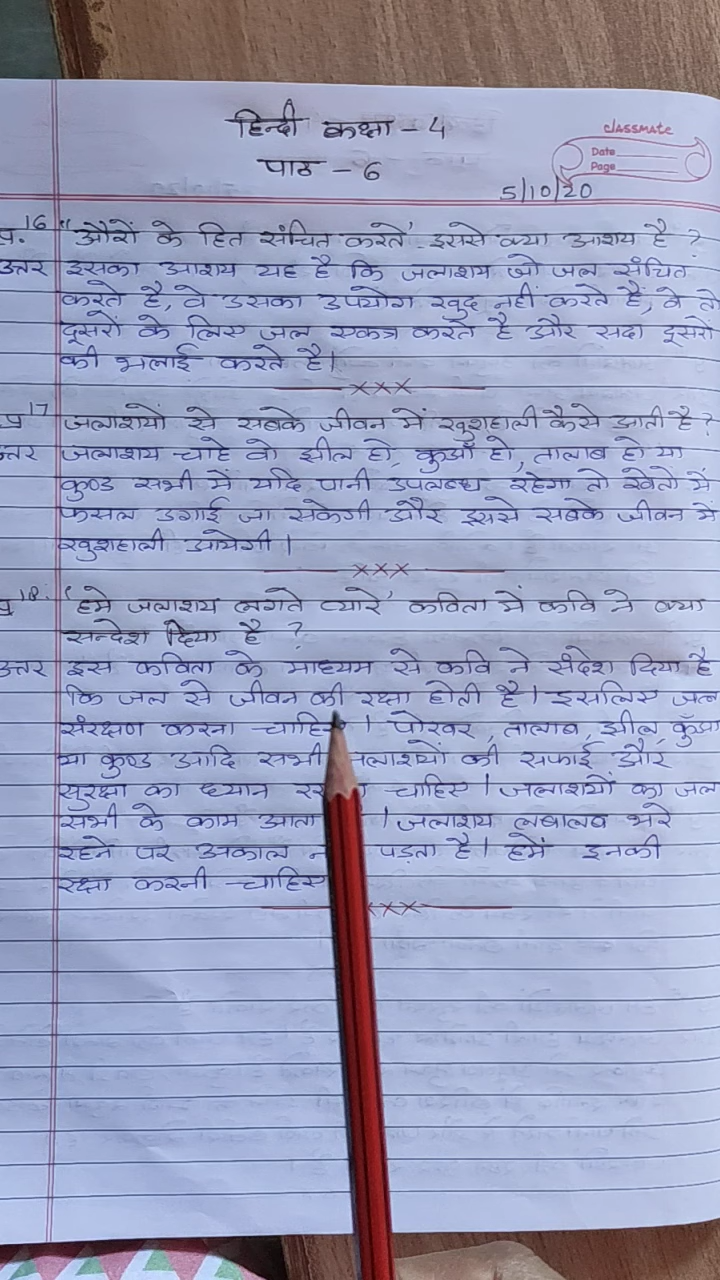 हिन्दी कक्षा - 4
पाठ - 6
classmate
Date
Page
5/10/20
प्र.16 "औरों के हित संचित करते' इससे क्या आशय है ?
उत्तर इसका आशय यह है कि जलाशय जो जल संचित
करते है, वे उसका उपयोग खुद नहीं करते हैं, वे तो
दूसरों के लिए जल एकत्र करते है और सदा दूसरो
की भलाई करते है।
xxx
प्र17 जलाशयों से सबके जीवन में खुशहाली कैसे आती है ?
उत्तर जलाशय चाहे वो झील हो, कुआँ हो, तालाब हो या
कुण्ड सभी में यदि पानी उपलब्ध रहेगा तो खेतों में
फसल उगाई जा सकेगी और इससे सबके जीवन में
खुशहाली आयेगी।
xxx
प्र18. 'हमे जलाशय लगते प्यारे' कविता में कवि ने क्या
सन्देश दिया है ?
उत्तर इस कविता के माध्यम से कवि ने संदेश दिया है
कि जल से जीवन की रक्षा होती है। इसलिए जल
संरक्षण करना चाहिए। पोखर, तालाब, झील, कुँआ
या कुण्ड आदि सभी जलाशयों की सफाई और
सुरक्षा का ध्यान चाहिए। जलाशयों का जल
सभी के काम आता । जलाशय लबालब भरे
रहने पर अकाल पड़ता है। हमें इनकी
रक्षा करनी चाहिए
xxx